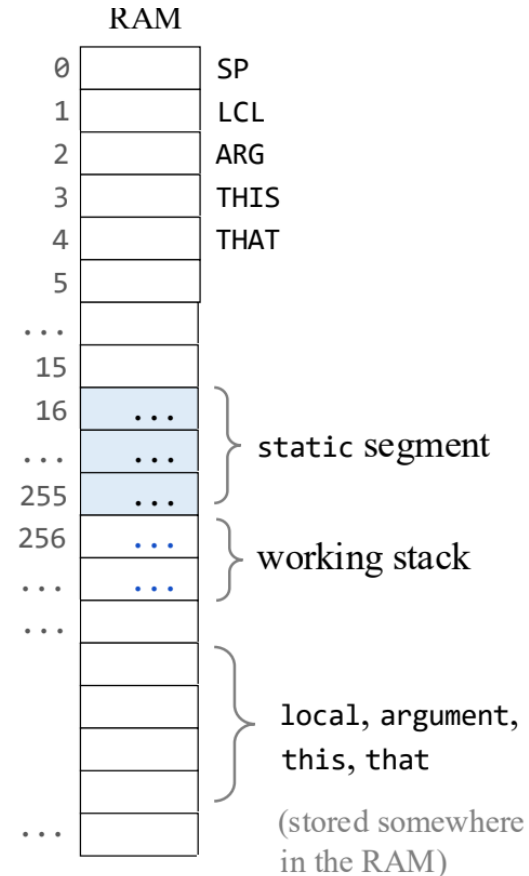 RAM
0 SP
1 LCL
2 ARG
3 THIS
4 THAT
5
...
15
16 ...
... ...
static segment
255 ...
256 ...
working stack
... ...
...
local, argument,
this, that
... (stored somewhere
in the RAM)